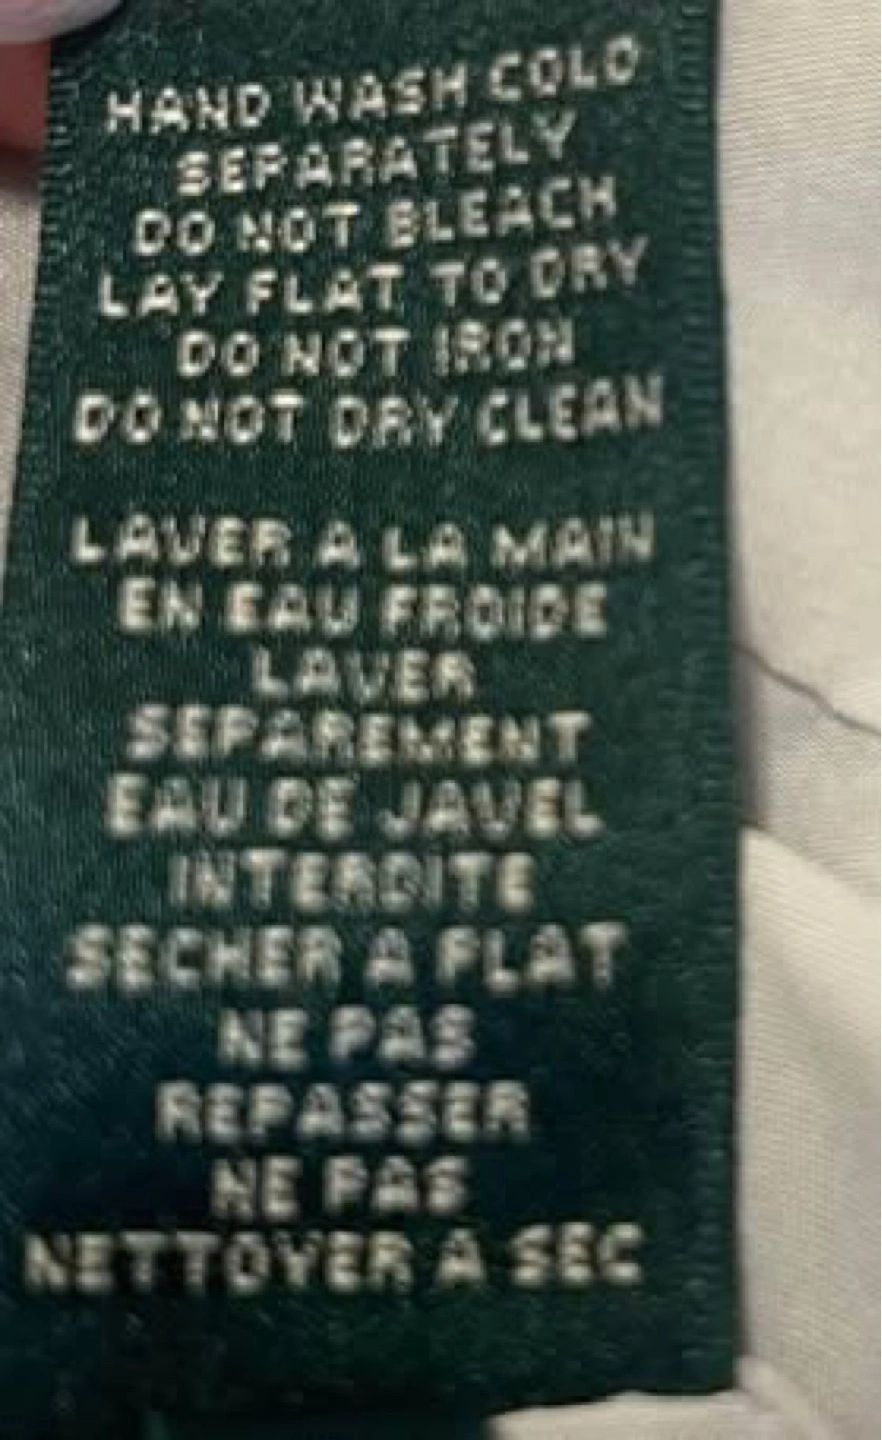 HAND WASH COLD
SEPARATELY
DO NOT BLEACH
LAY FLAT TO DRY
DO NOT IRON
DO NOT DRY CLEAN
LAVER A LA MAIN
EN EAU FROIDE
LAVER
SEPAREMENT
EAU DE JAVEL
INTERDITE
SECHER A PLAT
NE PAS
REPASSER
NE PAS
NETTOYER A SEC